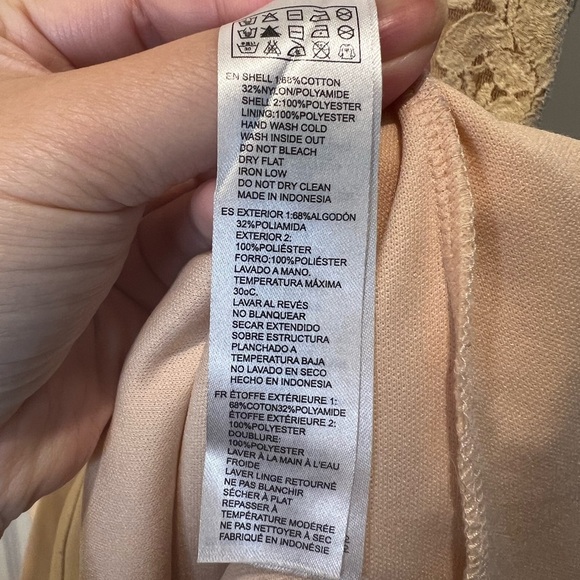 EN SHELL 1:68%COTTON
32%NYLON/POLYAMIDE
SHELL 2:100%POLYESTER
LINING:100%POLYESTER
HAND WASH COLD
WASH INSIDE OUT
DO NOT BLEACH
DRY FLAT
IRON LOW
DO NOT DRY CLEAN
MADE IN INDONESIA
ES EXTERIOR 1:68%ALGODÓN
32%POLIAMIDA
EXTERIOR 2:
100%POLIÉSTER
FORRO:100%POLIÉSTER
LAVADO A MANO.
TEMPERATURA MÁXIMA
30oC.
LAVAR AL REVÉS
NO BLANQUEAR
SECAR EXTENDIDO
SOBRE ESTRUCTURA
PLANCHADO A
TEMPERATURA BAJA
NO LAVADO EN SECO
HECHO EN INDONESIA
FR ÉTOFFE EXTÉRIEURE 1:
68%COTON32%POLYAMIDE
ÉTOFFE EXTÉRIEURE 2:
100%POLYESTER
DOUBLURE:
100%POLYESTER
LAVER À LA MAIN À L'EAU
FROIDE
LAVER LINGE RETOURNÉ
NE PAS BLANCHIR
SÉCHER À PLAT
REPASSER À
TEMPÉRATURE MODÉRÉE
NE PAS NETTOYER À SEC
FABRIQUÉ EN INDONÉSIE